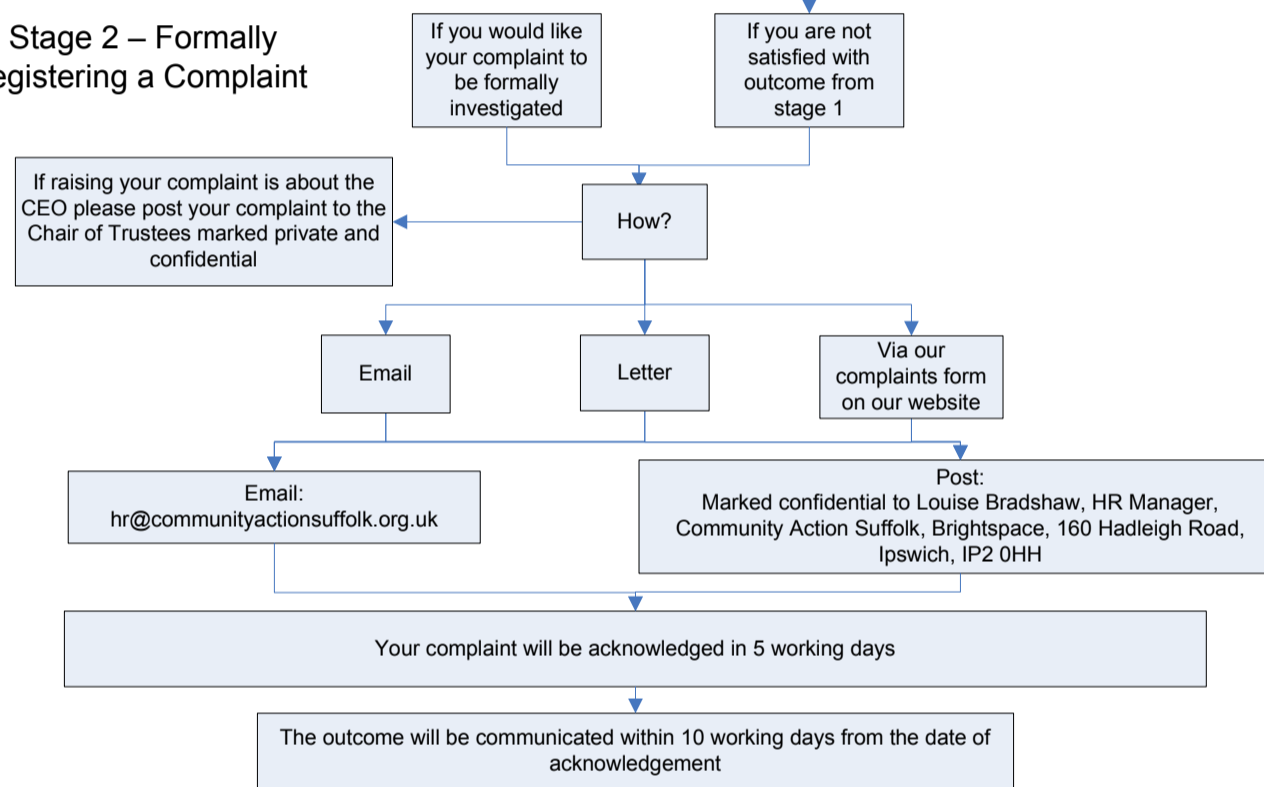 Stage 2 – Formally
egistering a Complaint
If you would like
your complaint to
be formally
investigated
If you are not
satisfied with
outcome from
stage 1
If raising your complaint is about the
CEO please post your complaint to the
Chair of Trustees marked private and
confidential
How?
Email
Letter
Via our
complaints form
on our website
Email:
hr@communityactionsuffolk.org.uk
Post:
Marked confidential to Louise Bradshaw, HR Manager,
Community Action Suffolk, Brightspace, 160 Hadleigh Road,
Ipswich, IP2 0HH
Your complaint will be acknowledged in 5 working days
The outcome will be communicated within 10 working days from the date of
acknowledgement